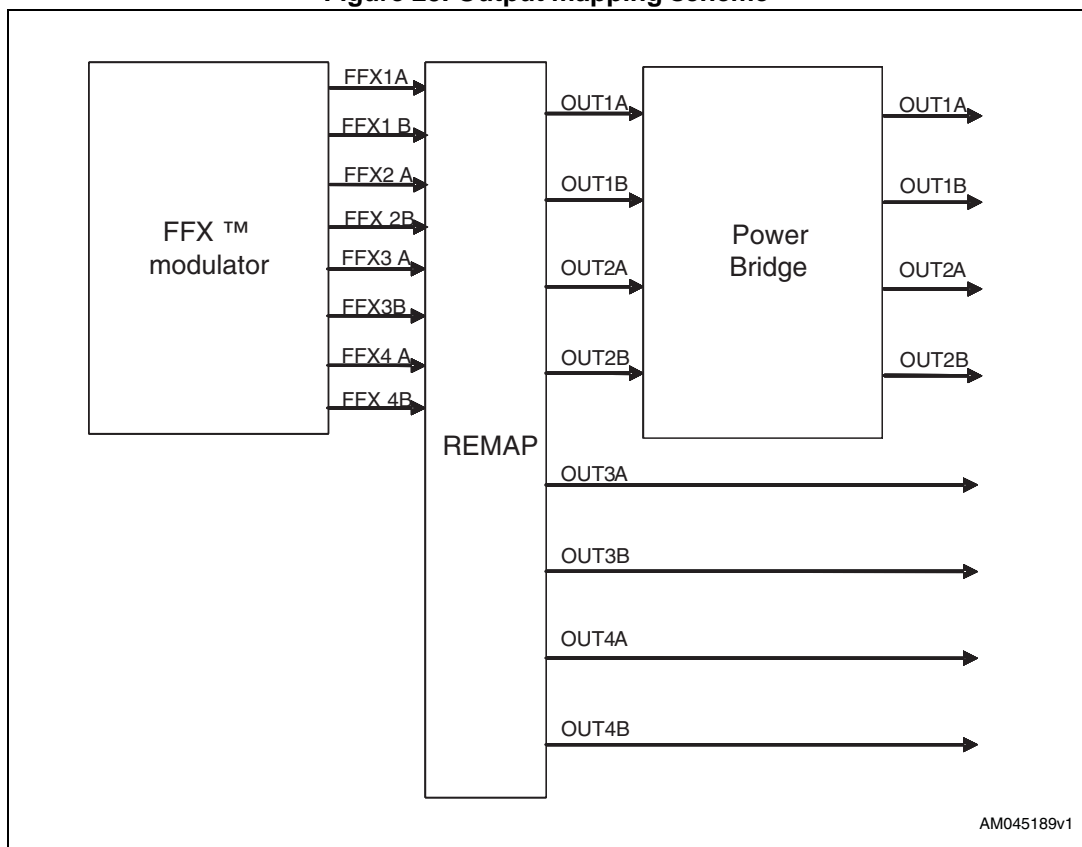 Figure 20. Output mapping scheme
FFX ™
modulator
FFX1A
FFX1 B
FFX2 A
FFX 2B
FFX3 A
FFX3B
FFX4 A
FFX 4B
REMAP
OUT1A
OUT1B
OUT2A
OUT2B
OUT3A
OUT3B
OUT4A
OUT4B
Power
Bridge
OUT1A
OUT1B
OUT2A
OUT2B
AM045189v1